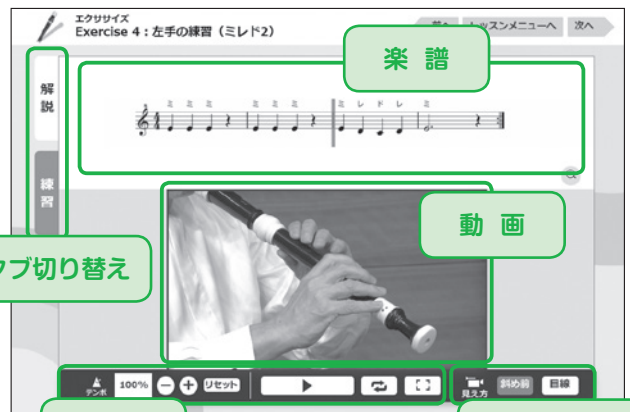 エクササイズ
Exercise 4：左手の練習（ミレド2）
レッスンメニューへ
次へ
楽 譜
解説
ミ ミ ミ ミ ミ ミ ミ レ ド レ ミ
練習
動 画
ブ切り替え
テンポ
100%
リセット
見え方
斜め前
目線